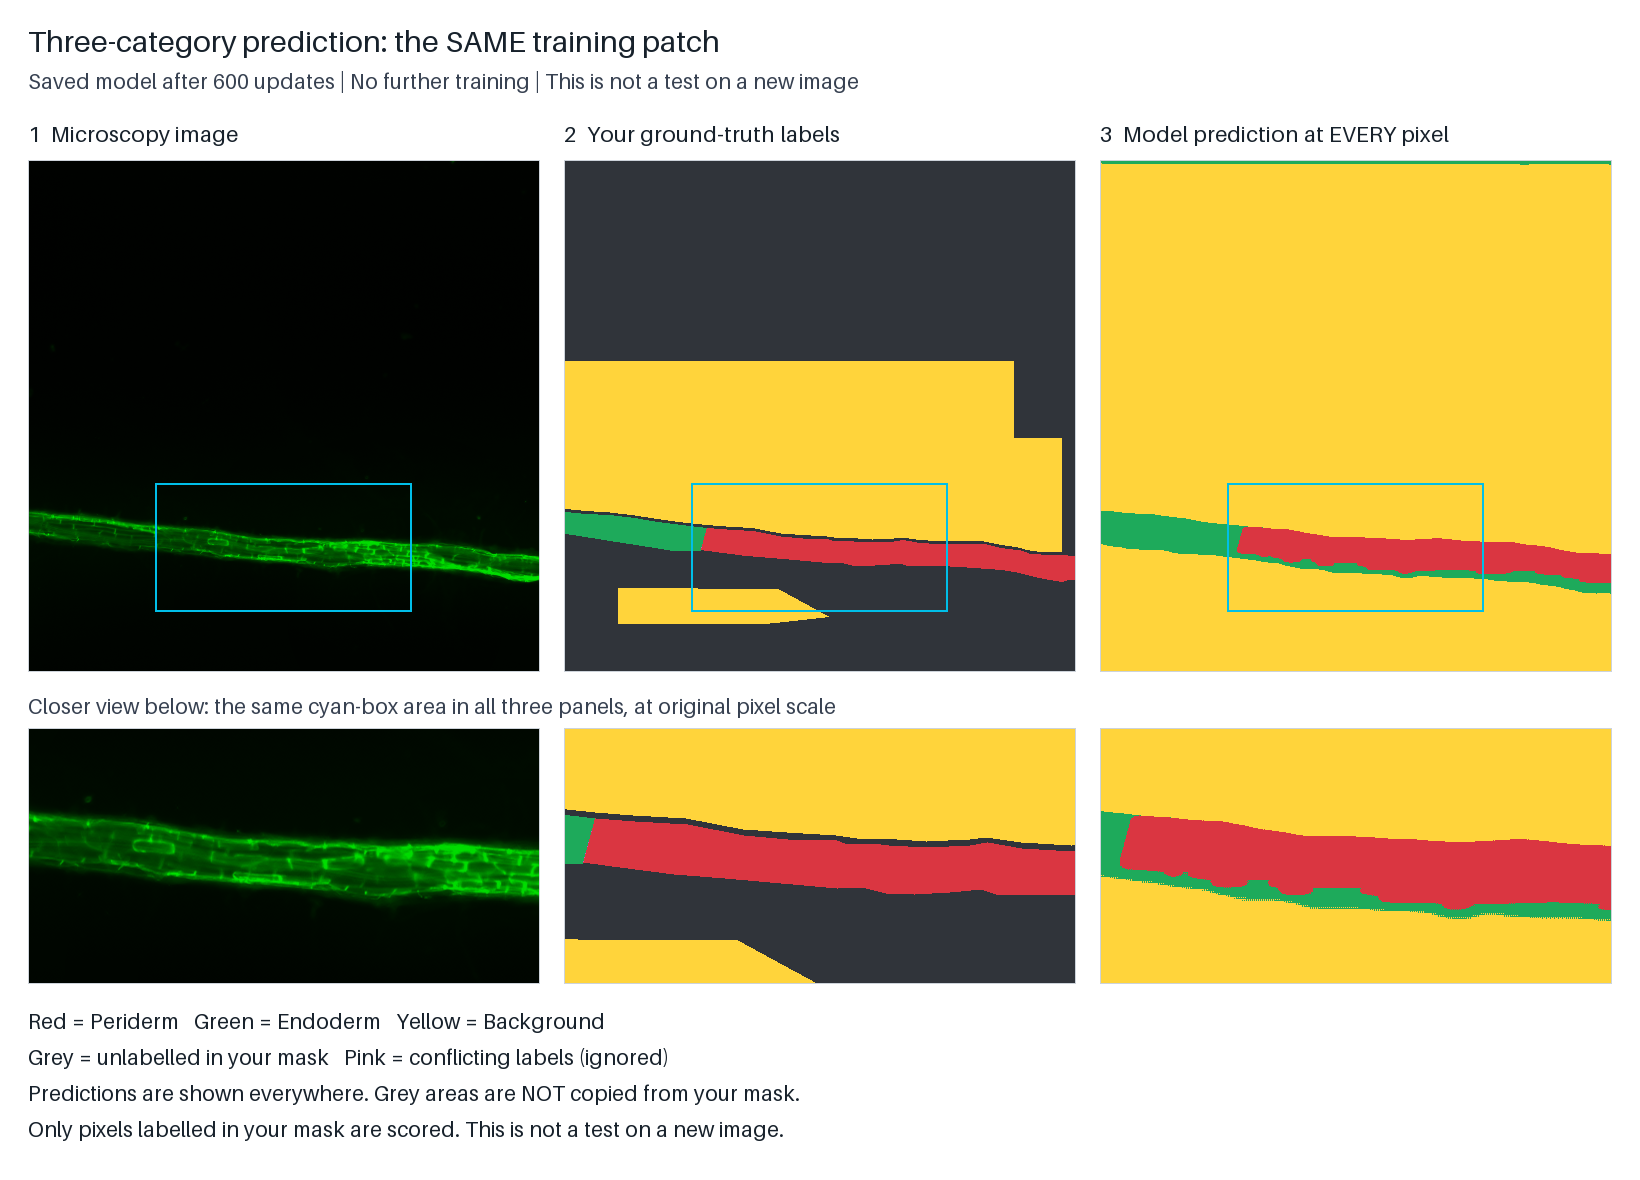 Three-category prediction: the SAME training patch
Saved model after 600 updates | No further training | This is not a test on a new image
1 Microscopy image
2 Your ground-truth labels
3 Model prediction at EVERY pixel
Closer view below: the same cyan-box area in all three panels, at original pixel scale
Red = Periderm Green = Endoderm Yellow = Background
Grey = unlabelled in your mask Pink = conflicting labels (ignored)
Predictions are shown everywhere. Grey areas are NOT copied from your mask.
Only pixels labelled in your mask are scored. This is not a test on a new image.